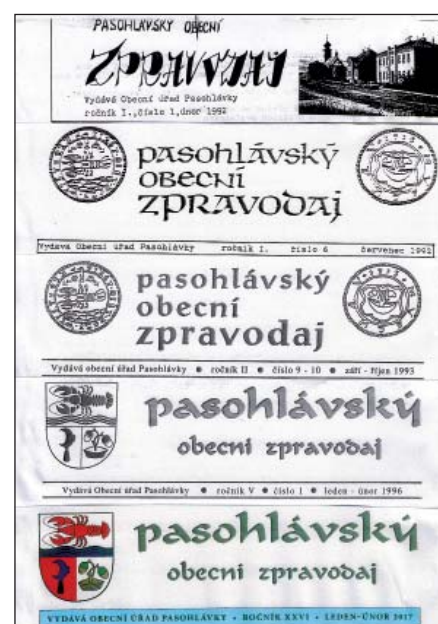 PASOHLÁVSKÝ OBECNÍ
ZPRAVODAJ
Vydává Obecní úřad Pasohlávky
ročník I., číslo 1, únor 1992
pasohlávský
obecní
zpravodaj
Vydává Obecní úřad Pasohlávky ročník I. číslo 6 červenec 1992
pasohlávský
obecní
zpravodaj
Vydává obecní úřad Pasohlávky • ročník II • číslo 9 - 10 • září - říjen 1993
pasohlávský
obecní zpravodaj
Vydává Obecní úřad Pasohlávky • ročník V • číslo 1 • leden - únor 1996
pasohlávský
obecní zpravodaj
VYDÁVÁ OBECNÍ ÚŘAD PASOHLÁVKY • ROČNÍK XXVI • LEDEN-ÚNOR 2017